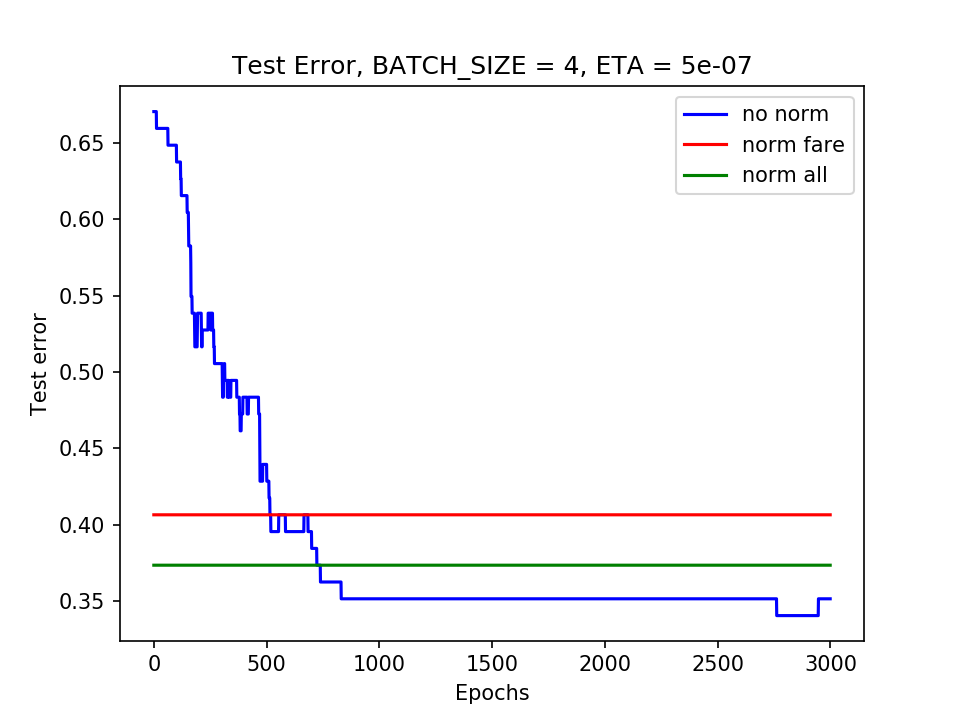 Test Error, BATCH_SIZE = 4, ETA = 5e-07
no norm
norm fare
norm all
0.65
0.60
0.55
0.50
0.45
0.40
0.35
Test error
0 500 1000 1500 2000 2500 3000
Epochs